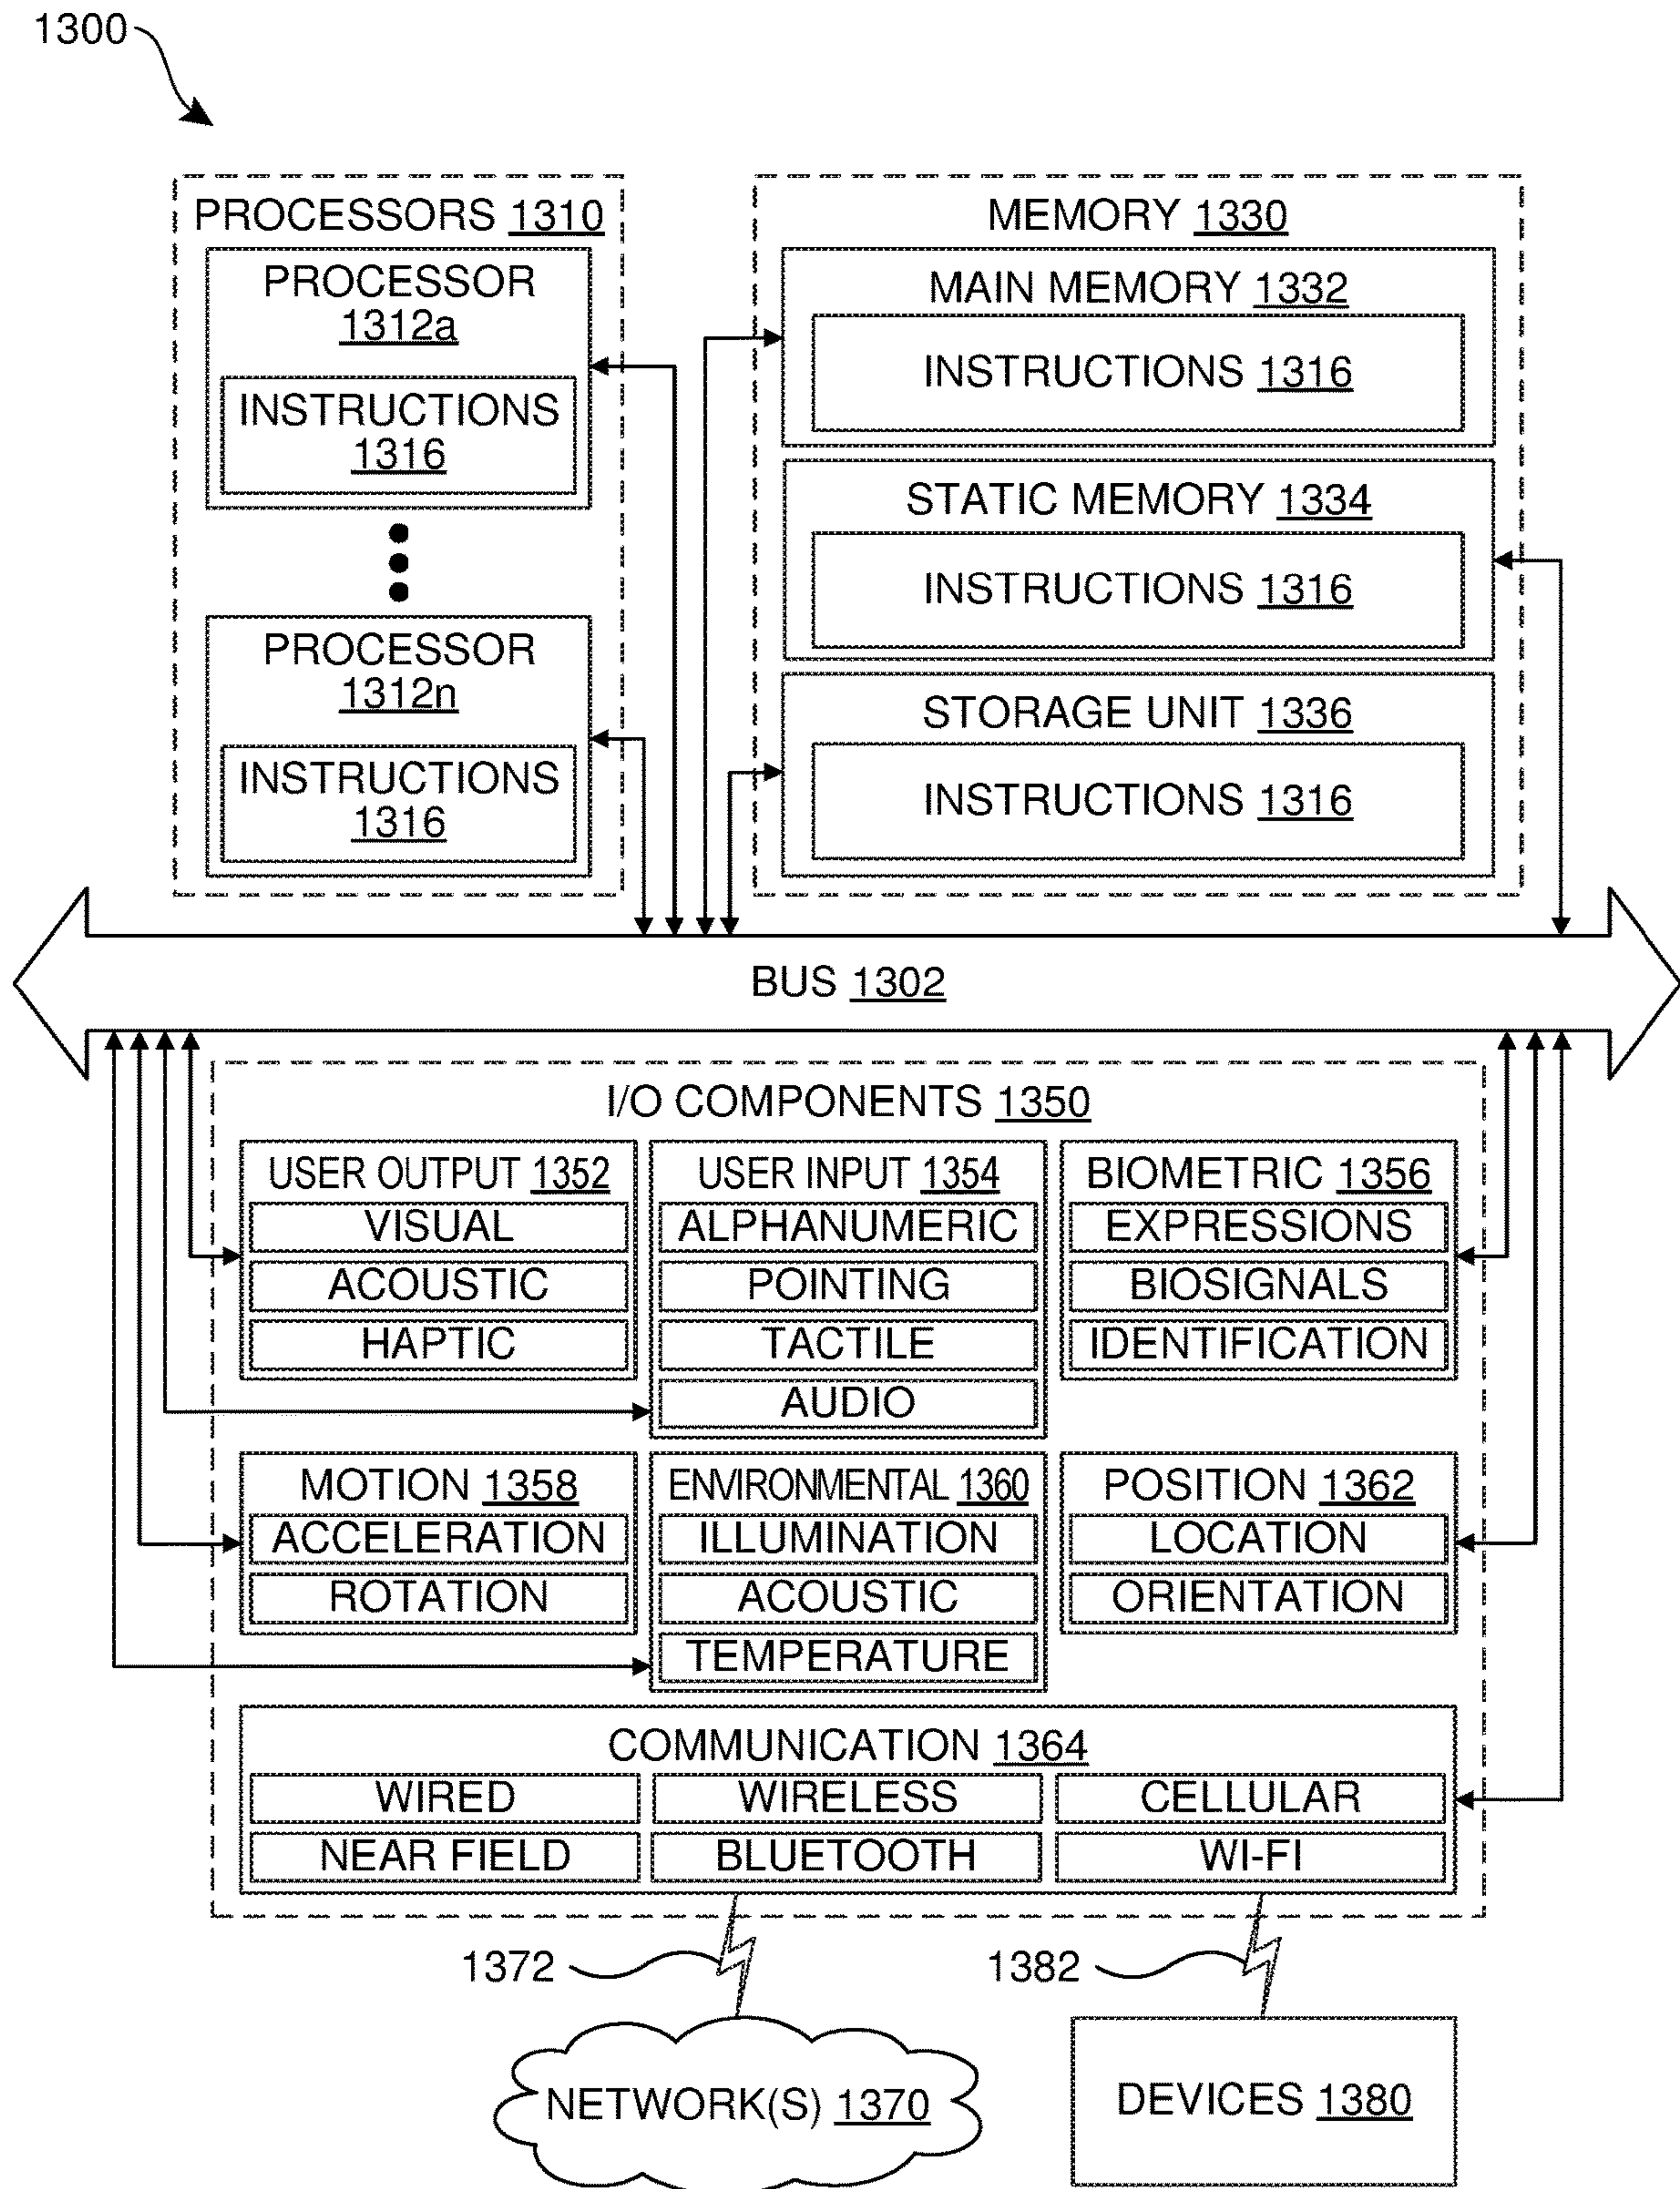 1300
PROCESSORS 1310
PROCESSOR
1312a
INSTRUCTIONS
1316
PROCESSOR
1312n
INSTRUCTIONS
1316
MEMORY 1330
MAIN MEMORY 1332
INSTRUCTIONS 1316
STATIC MEMORY 1334
INSTRUCTIONS 1316
STORAGE UNIT 1336
INSTRUCTIONS 1316
BUS 1302
I/O COMPONENTS 1350
USER OUTPUT 1352
VISUAL
ACOUSTIC
HAPTIC
USER INPUT 1354
ALPHANUMERIC
POINTING
TACTILE
AUDIO
BIOMETRIC 1356
EXPRESSIONS
BIOSIGNALS
IDENTIFICATION
MOTION 1358
ACCELERATION
ROTATION
ENVIRONMENTAL 1360
ILLUMINATION
ACOUSTIC
TEMPERATURE
POSITION 1362
LOCATION
ORIENTATION
COMMUNICATION 1364
WIRED
WIRELESS
CELLULAR
NEAR FIELD
BLUETOOTH
WI-FI
1372
1382
NETWORK(S) 1370
DEVICES 1380